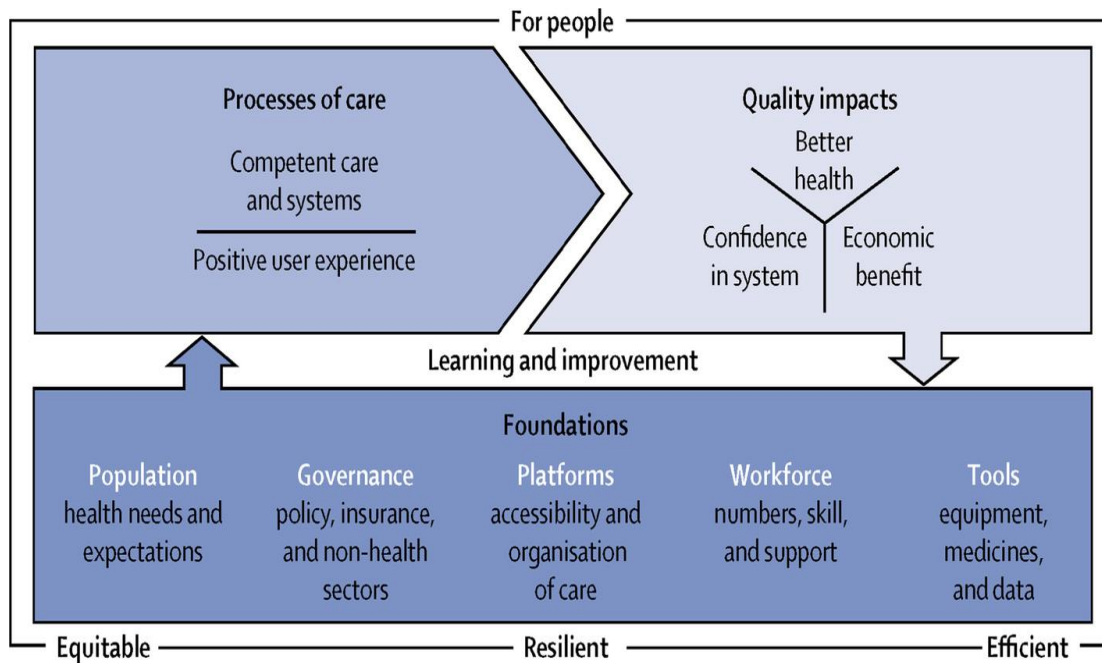 For people
Processes of care
Competent care
and systems
Positive user experience
Quality impacts
Better
health
Confidence
in system
Economic
benefit
Learning and improvement
Foundations
Population
health needs and
expectations
Governance
policy, insurance,
and non-health
sectors
Platforms
accessibility and
organisation
of care
Workforce
numbers, skill,
and support
Tools
equipment,
medicines,
and data
Equitable
Resilient
Efficient